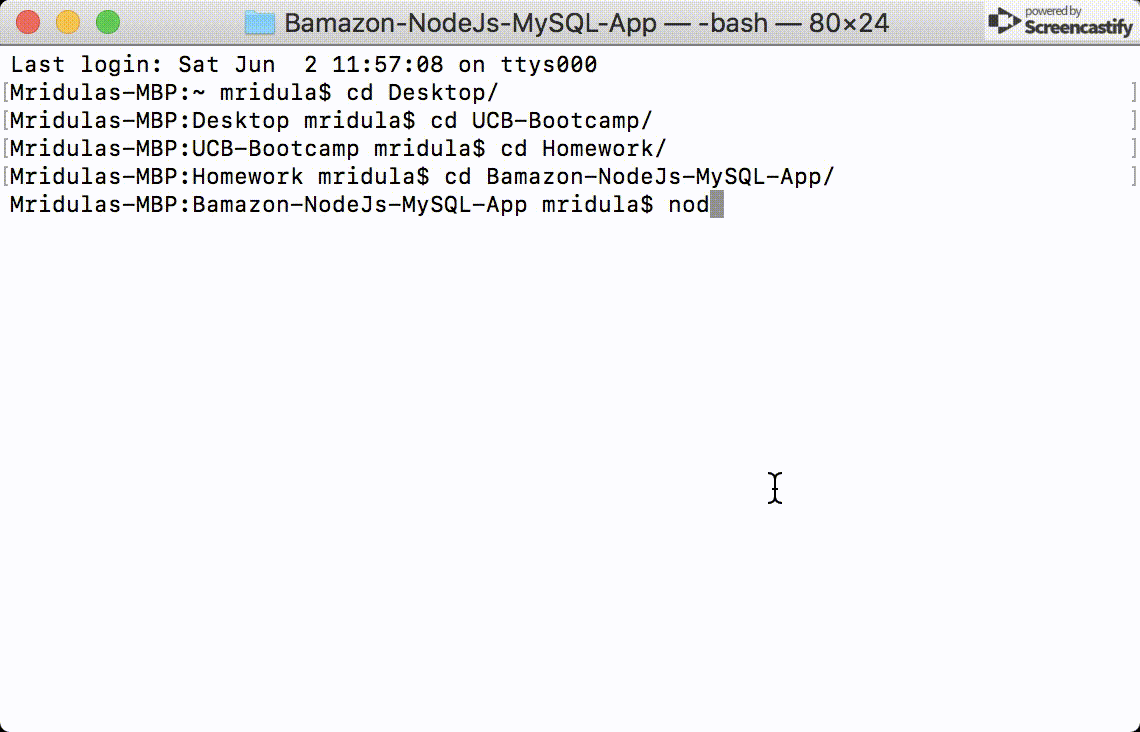 Bamazon-NodeJs-MySQL-App — -bash — 80×24
powered by
Screencastify
Last login: Sat Jun  2 11:57:08 on ttys000
[Mridulas-MBP:~ mridula$ cd Desktop/ ]
[Mridulas-MBP:Desktop mridula$ cd UCB-Bootcamp/ ]
[Mridulas-MBP:UCB-Bootcamp mridula$ cd Homework/ ]
[Mridulas-MBP:Homework mridula$ cd Bamazon-NodeJs-MySQL-App/ ]
Mridulas-MBP:Bamazon-NodeJs-MySQL-App mridula$ nod